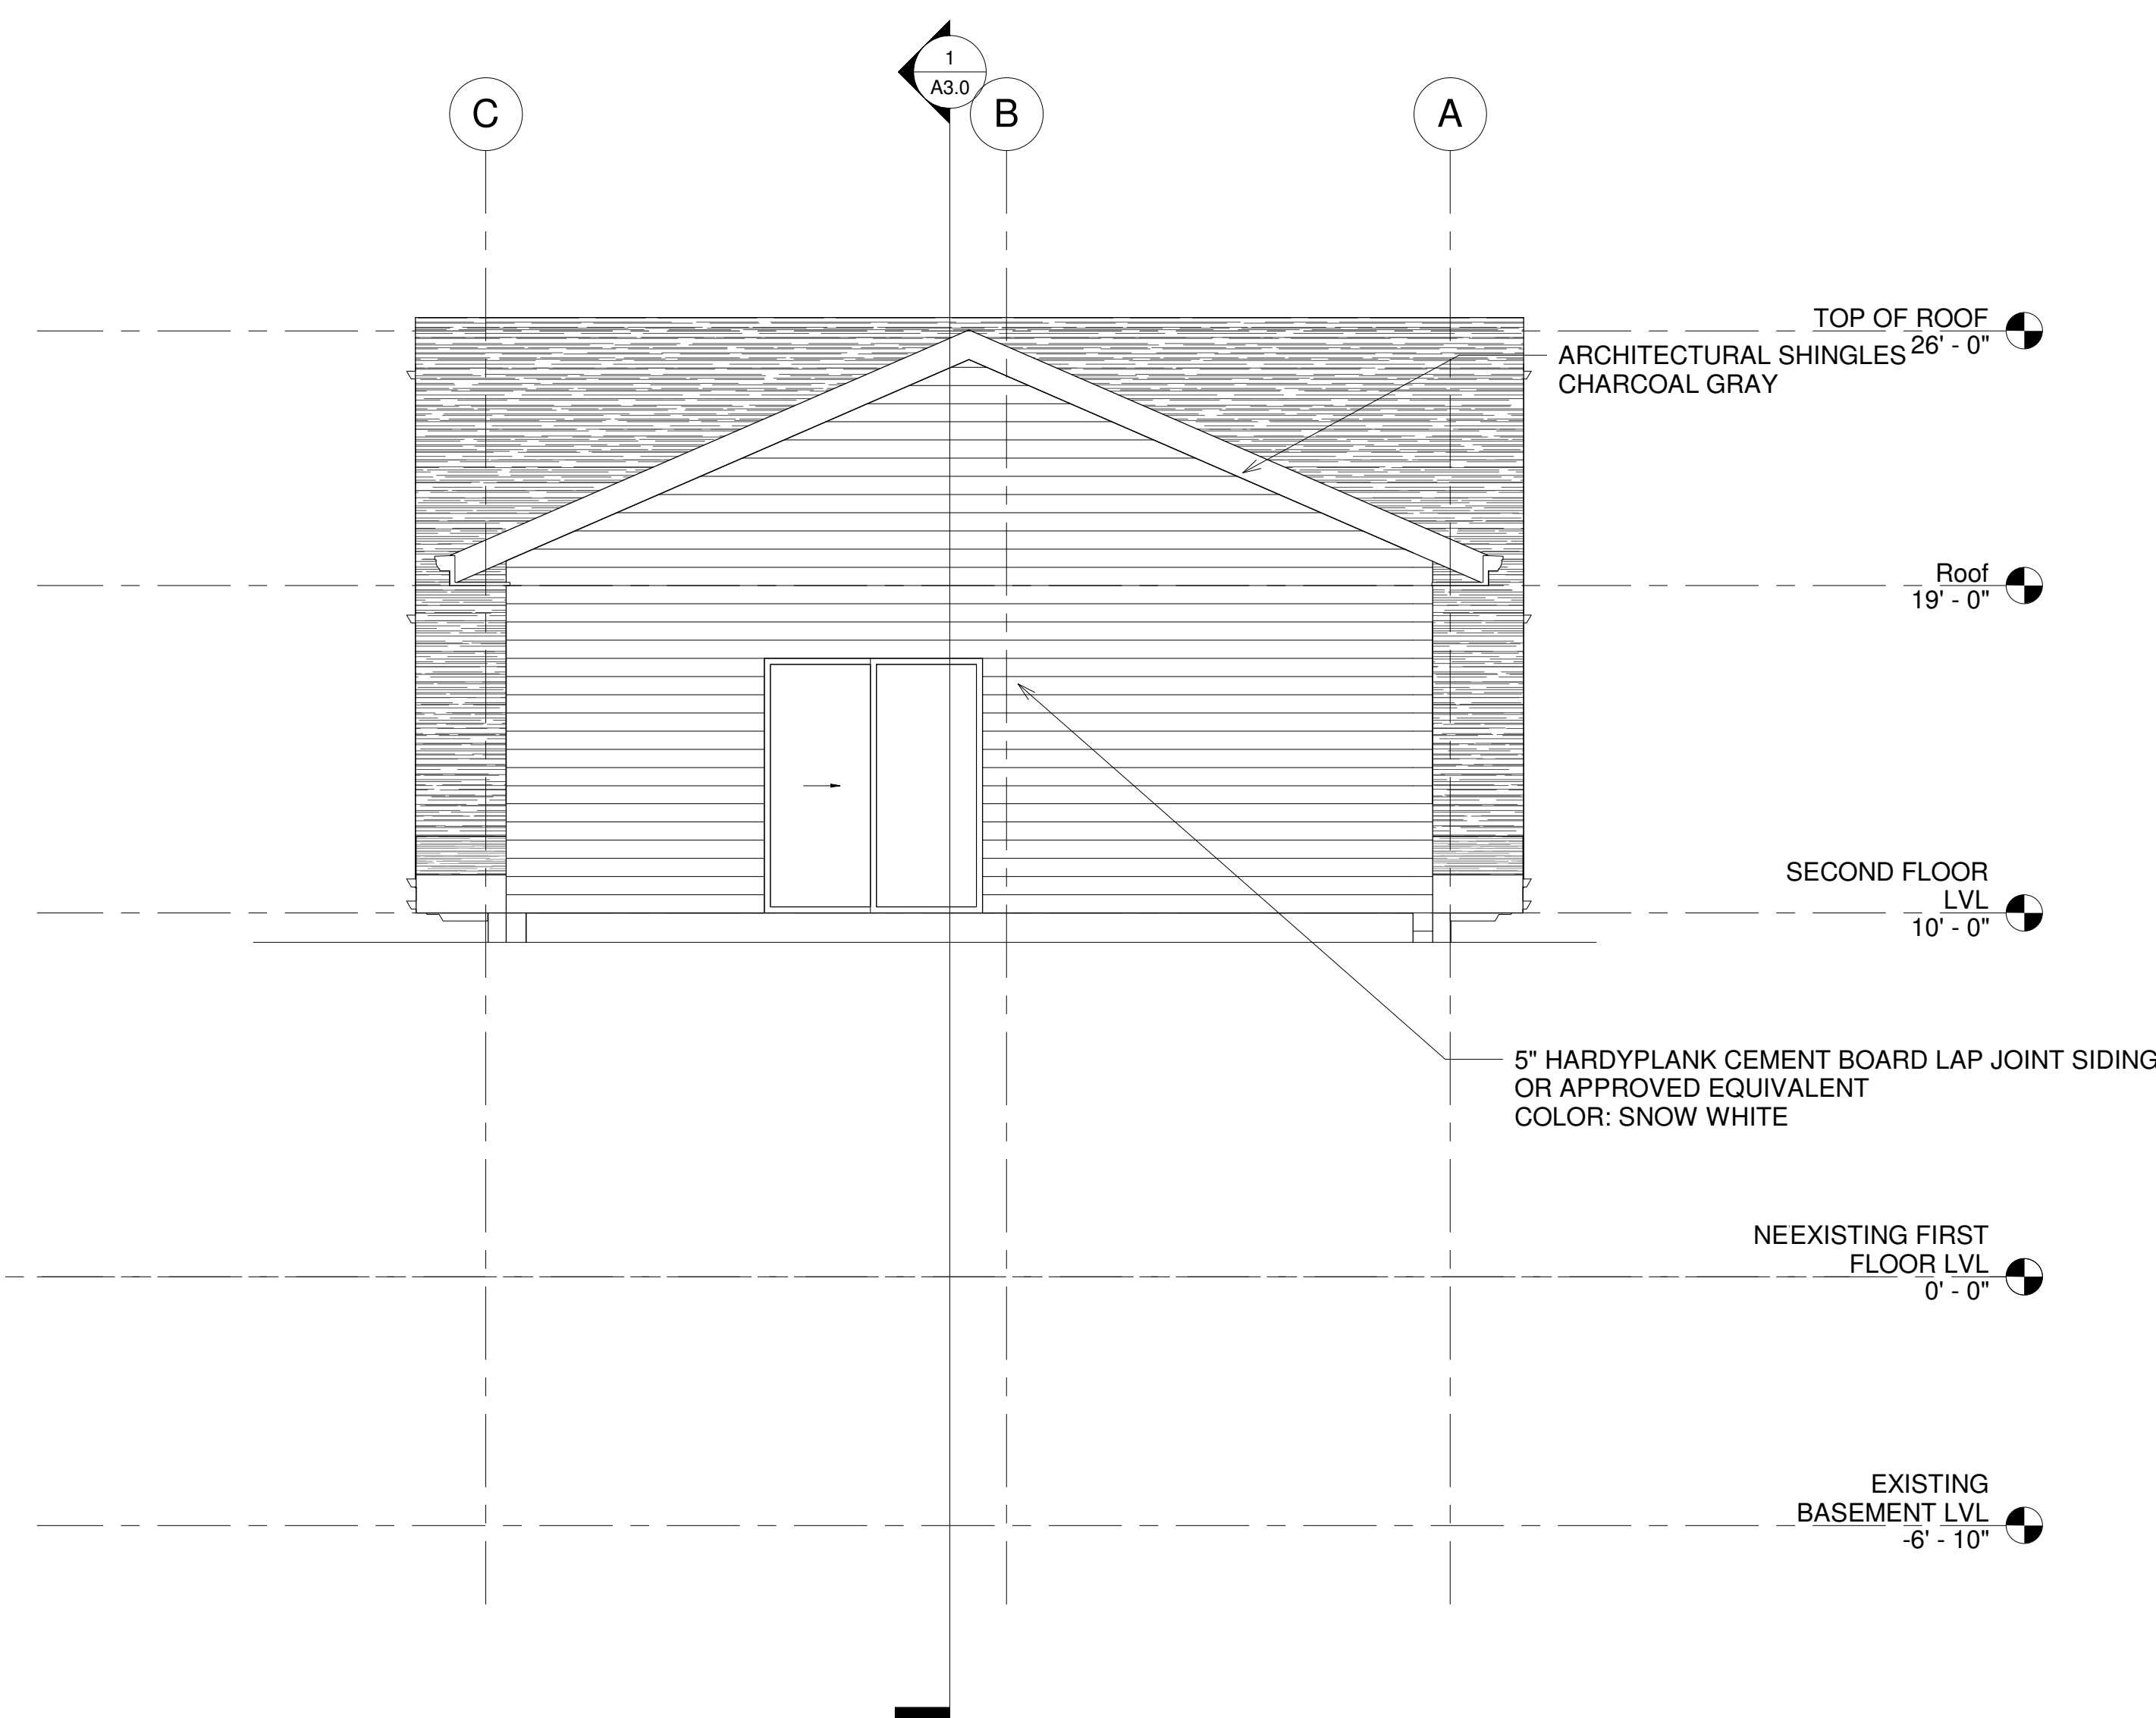 1
A3.0
C
B
A
TOP OF ROOF
26' - 0"
ARCHITECTURAL SHINGLES
CHARCOAL GRAY
Roof
19' - 0"
SECOND FLOOR
LVL
10' - 0"
5" HARDYPLANK CEMENT BOARD LAP JOINT SIDING
OR APPROVED EQUIVALENT
COLOR: SNOW WHITE
NEEXISTING FIRST
FLOOR LVL
0' - 0"
EXISTING
BASEMENT LVL
-6' - 10"